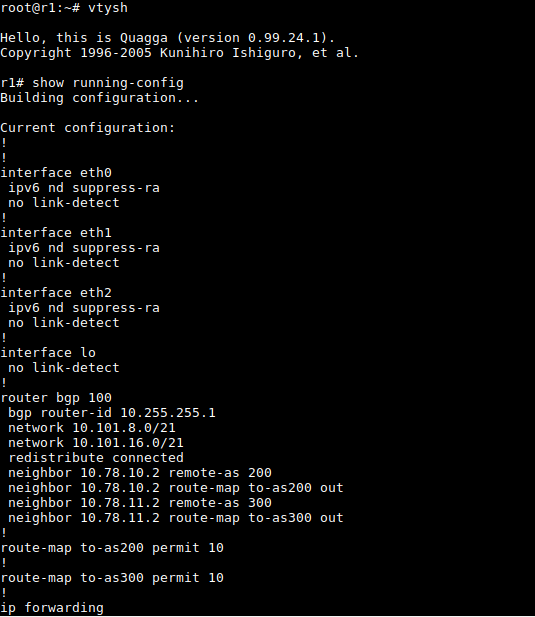 root@r1:~# vtysh

Hello, this is Quagga (version 0.99.24.1).
Copyright 1996-2005 Kunihiro Ishiguro, et al.

r1# show running-config
Building configuration...

Current configuration:
!
!
interface eth0
 ipv6 nd suppress-ra
 no link-detect
!
interface eth1
 ipv6 nd suppress-ra
 no link-detect
!
interface eth2
 ipv6 nd suppress-ra
 no link-detect
!
interface lo
 no link-detect
!
router bgp 100
 bgp router-id 10.255.255.1
 network 10.101.8.0/21
 network 10.101.16.0/21
 redistribute connected
 neighbor 10.78.10.2 remote-as 200
 neighbor 10.78.10.2 route-map to-as200 out
 neighbor 10.78.11.2 remote-as 300
 neighbor 10.78.11.2 route-map to-as300 out
!
route-map to-as200 permit 10
!
route-map to-as300 permit 10
!
ip forwarding